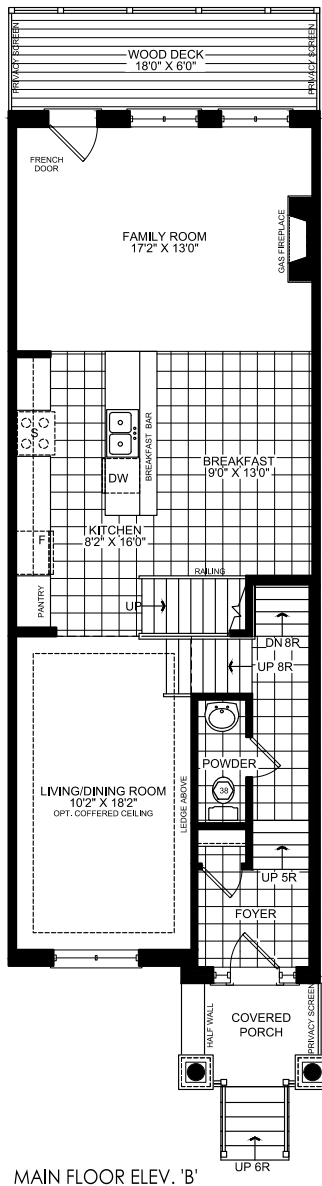 PRIVACY SCREEN
WOOD DECK
18'0" X 6'0"
PRIVACY SCREEN
FRENCH
DOOR
FAMILY ROOM
17'2" X 13'0"
GAS FIREPLACE
S
DW
BREAKFAST BAR
BREAKFAST
9'0" X 13'0"
KITCHEN
8'2" X 16'0"
F
PANTRY
RAILING
UP
DN 8R
UP 8R
POWDER
38
LIVING/DINING ROOM
10'2" X 18'2"
OPT. COFFERED CEILING
LEDGE ABOVE
UP 5R
FOYER
HALF WALL
COVERED
PORCH
PRIVACY SCREEN
UP 6R
MAIN FLOOR ELEV. 'B'